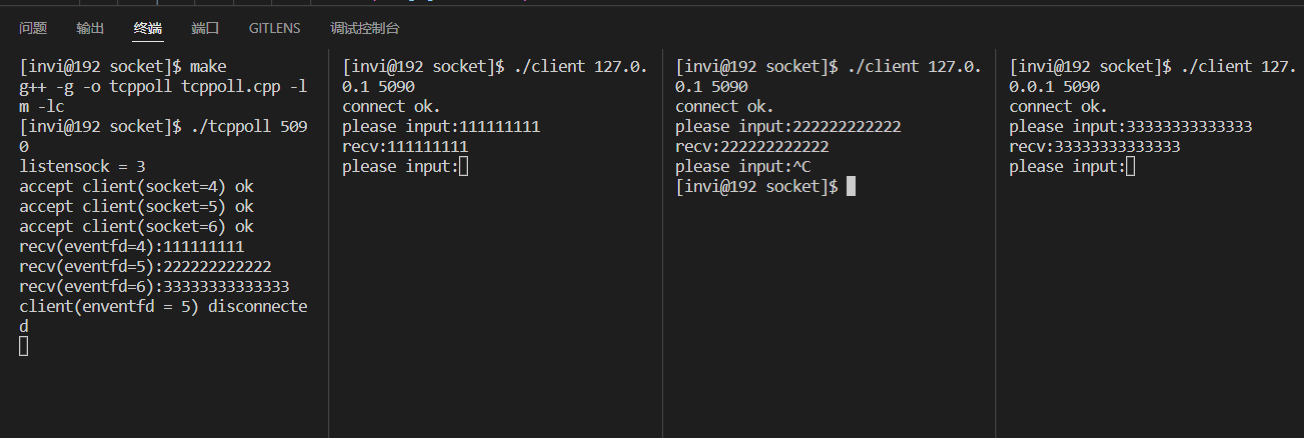 问题 输出 终端 端口 GITLENS 调试控制台
[invi@192 socket]$ make
g++ -g -o tcppoll tcppoll.cpp -l
m -lc
[invi@192 socket]$ ./tcppoll 509
0
listensock = 3
accept client(socket=4) ok
accept client(socket=5) ok
accept client(socket=6) ok
recv(eventfd=4):111111111
recv(eventfd=5):222222222222
recv(eventfd=6):33333333333333
client(enventfd = 5) disconnecte
d
[invi@192 socket]$ ./client 127.0.
0.1 5090
connect ok.
please input:111111111
recv:111111111
please input:
[invi@192 socket]$ ./client 127.0.
0.1 5090
connect ok.
please input:222222222222
recv:222222222222
please input:^C
[invi@192 socket]$
[invi@192 socket]$ ./client 127.
0.0.1 5090
connect ok.
please input:33333333333333
recv:33333333333333
please input: